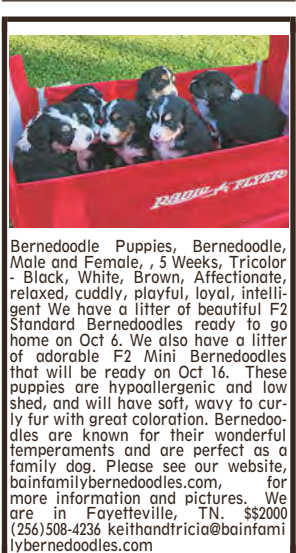 RADIO FLYER
Bernedoodle Puppies, Bernedoodle,
Male and Female, , 5 Weeks, Tricolor
- Black, White, Brown, Affectionate,
relaxed, cuddly, playful, loyal, intelli-
gent We have a litter of beautiful F2
Standard Bernedoodles ready to go
home on Oct 6. We also have a litter
of adorable F2 Mini Bernedoodles
that will be ready on Oct 16. These
puppies are hypoallergenic and low
shed, and will have soft, wavy to cur-
ly fur with great coloration. Bernedoo-
dles are known for their wonderful
temperaments and are perfect as a
family dog. Please see our website,
bainfamilybernedoodles.com, for
more information and pictures. We
are in Fayetteville, TN. $$2000
(256)508-4236 keithandtricia@bainfami
lybernedoodles.com